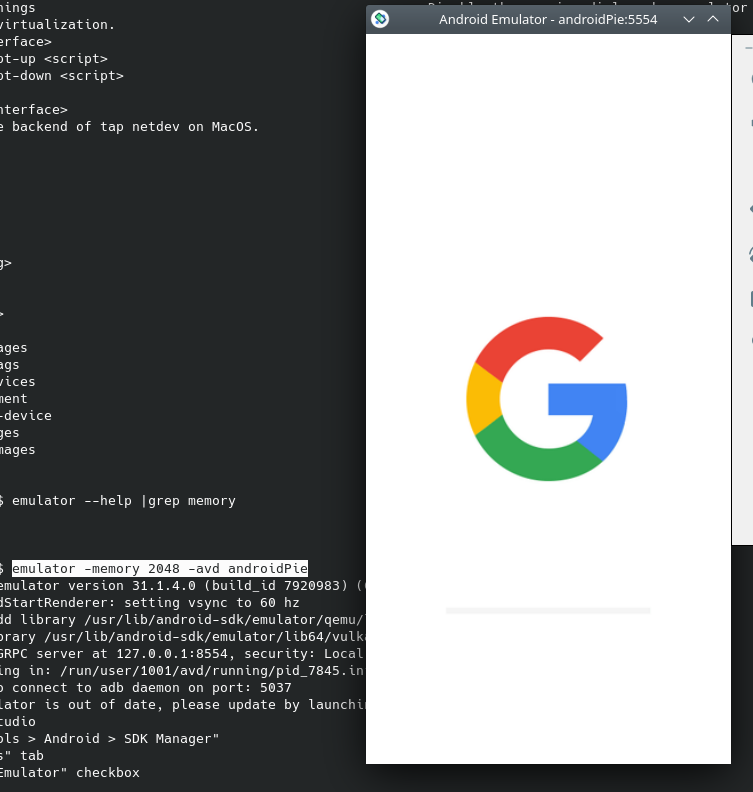 nings
virtualization.
erface>
ot-up <script>
ot-down <script>
nterface>
e backend of tap netdev on MacOS.
g>
>
ages
ags
vices
ment
-device
ges
mages
$ emulator --help |grep memory
$ emulator -memory 2048 -avd androidPie
emulator version 31.1.4.0 (build_id 7920983) (
dStartRenderer: setting vsync to 60 hz
dd library /usr/lib/android-sdk/emulator/qemu/
brary /usr/lib/android-sdk/emulator/lib64/vulk
GRPC server at 127.0.0.1:8554, security: Local
ing in: /run/user/1001/avd/running/pid_7845.in
o connect to adb daemon on port: 5037
lator is out of date, please update by launchi
tudio
ols > Android > SDK Manager"
s" tab
Emulator" checkbox
Android Emulator - androidPie:5554
G